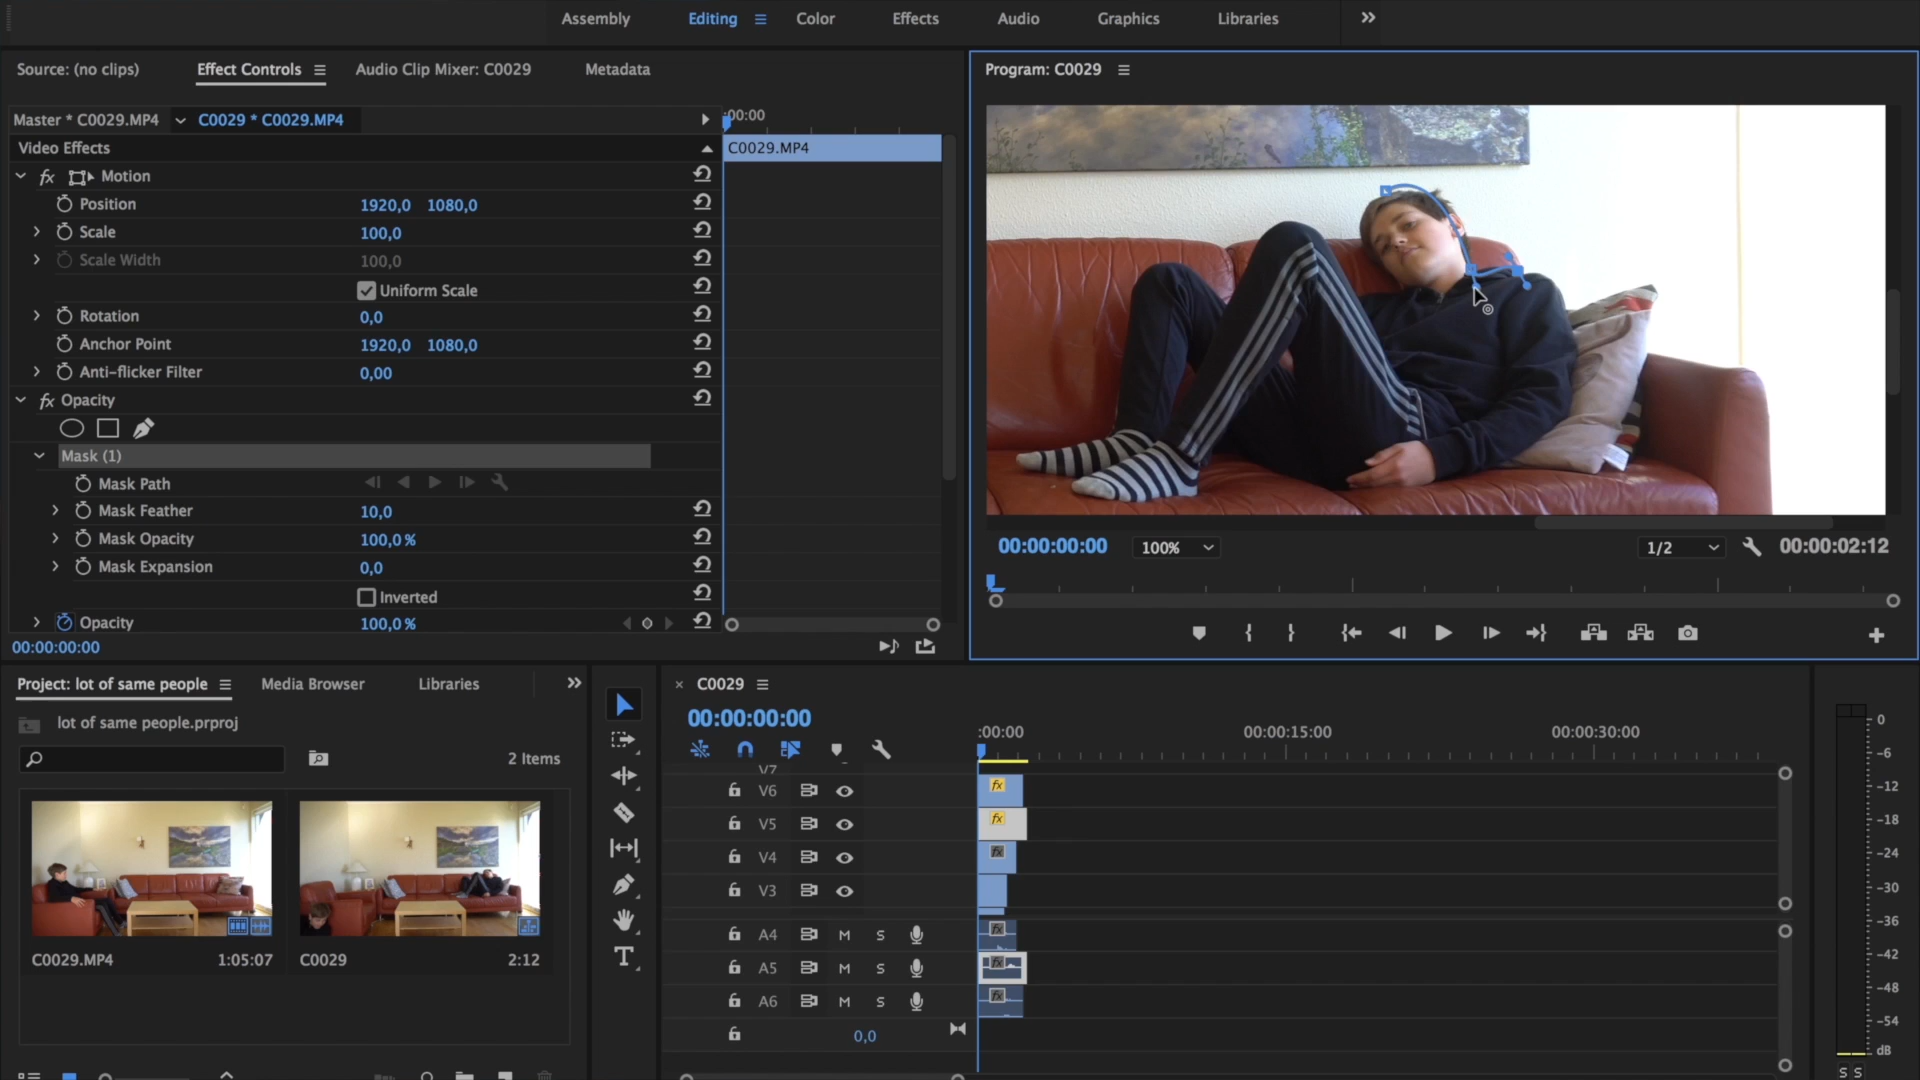 Assembly
Editing
Color
Effects
Audio
Graphics
Libraries
Source: (no clips)
Effect Controls
Audio Clip Mixer: C0029
Metadata
Program: C0029
Master * C0029.MP4
C0029 * C0029.MP4
:00:00
Video Effects
C0029.MP4
fx Motion
Position 1920,0 1080,0
Scale 100,0
Scale Width 100,0
Uniform Scale
Rotation 0,0
Anchor Point 1920,0 1080,0
Anti-flicker Filter 0,00
fx Opacity
Mask (1)
Mask Path
Mask Feather 10,0
Mask Opacity 100,0 %
Mask Expansion 0,0
Inverted
Opacity 100,0 %
00:00:00:00
00:00:00:00
100%
1/2
00:00:02:12
Project: lot of same people
Media Browser
Libraries
lot of same people.prproj
2 Items
C0029.MP4 1:05:07
C0029 2:12
× C0029
00:00:00:00
:00:00
00:00:15:00
00:00:30:00
V7
V6 fx
V5 fx
V4 fx
V3
A4 M S fx
A5 M S fx
A6 M S fx
0,0
0
-6
-12
-18
-24
-30
-36
-42
-48
-54
dB
S S